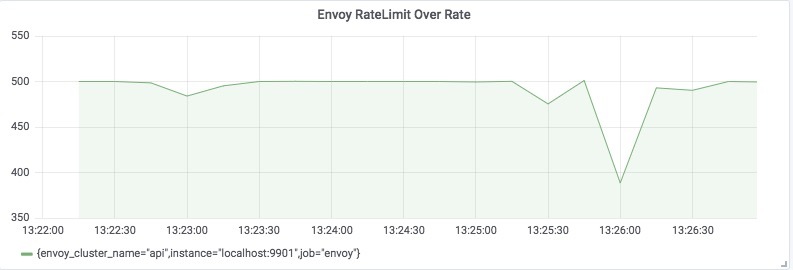 Envoy RateLimit Over Rate
550
500
450
400
350
13:22:00 13:22:30 13:23:00 13:23:30 13:24:00 13:24:30 13:25:00 13:25:30 13:26:00 13:26:30
{envoy_cluster_name="api",instance="localhost:9901",job="envoy"}